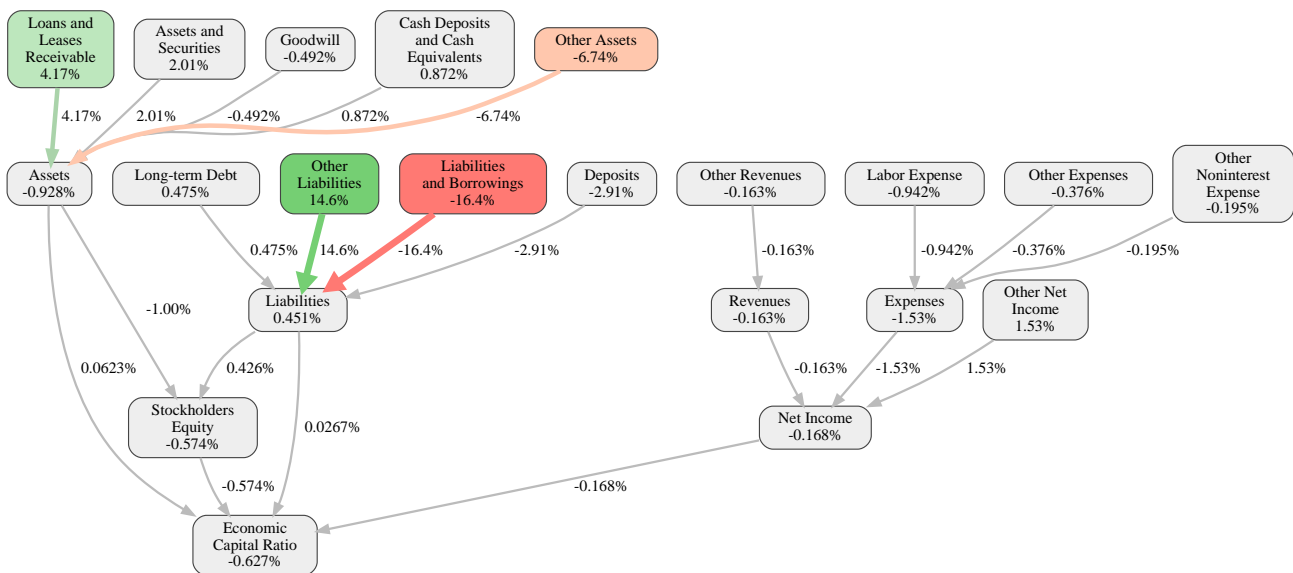 Loans and
Leases
Receivable
4.17%
Assets and
Securities
2.01%
Goodwill
-0.492%
Cash Deposits
and Cash
Equivalents
0.872%
Other Assets
-6.74%
4.17%
2.01%
-0.492%
0.872%
-6.74%
Assets
-0.928%
Long-term Debt
0.475%
Other
Liabilities
14.6%
Liabilities
and Borrowings
-16.4%
Deposits
-2.91%
Other Revenues
-0.163%
Labor Expense
-0.942%
Other Expenses
-0.376%
Other
Noninterest
Expense
-0.195%
0.475%
14.6%
-16.4%
-2.91%
-0.163%
-0.942%
-0.376%
-0.195%
Liabilities
0.451%
Revenues
-0.163%
Expenses
-1.53%
Other Net
Income
1.53%
-1.00%
0.0623%
0.426%
-0.163%
-1.53%
1.53%
Stockholders
Equity
-0.574%
0.0267%
Net Income
-0.168%
-0.574%
-0.168%
Economic
Capital Ratio
-0.627%